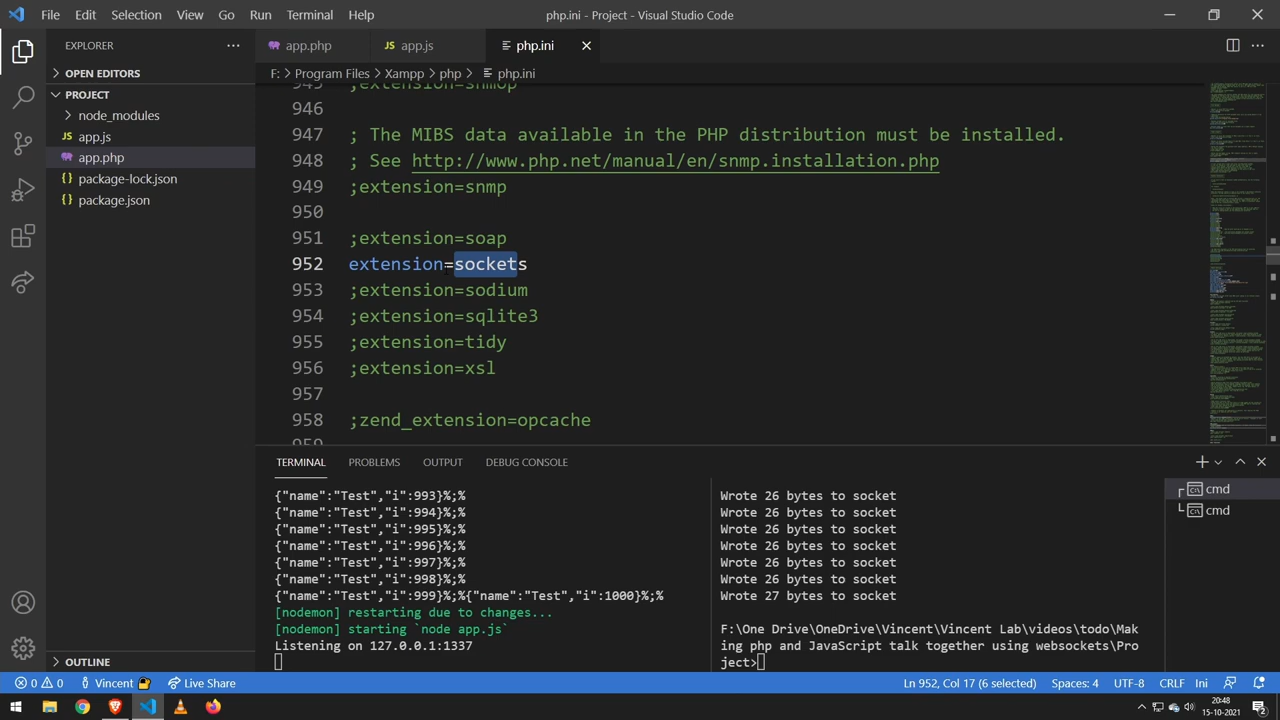 File Edit Selection View Go Run Terminal Help
php.ini - Project - Visual Studio Code
EXPLORER
OPEN EDITORS
PROJECT
node_modules
JS app.js
app.php
{} package-lock.json
{} package.json
OUTLINE
app.php
JS app.js
php.ini
F: > Program Files > Xampp > php > php.ini
945 ;extension=snmop
946
947 ; The MIBS data available in the PHP distribution must be installed.
948 ; See http://www.php.net/manual/en/snmp.installation.php
949 ;extension=snmp
950
951 ;extension=soap
952 extension=sockets
953 ;extension=sodium
954 ;extension=sqlite3
955 ;extension=tidy
956 ;extension=xsl
957
958 ;zend_extension=opcache
959
TERMINAL PROBLEMS OUTPUT DEBUG CONSOLE
{"name":"Test","i":993}%;%
{"name":"Test","i":994}%;%
{"name":"Test","i":995}%;%
{"name":"Test","i":996}%;%
{"name":"Test","i":997}%;%
{"name":"Test","i":998}%;%
{"name":"Test","i":999}%;%{"name":"Test","i":1000}%;%
[nodemon] restarting due to changes...
[nodemon] starting `node app.js`
Listening on 127.0.0.1:1337
Wrote 26 bytes to socket
Wrote 26 bytes to socket
Wrote 26 bytes to socket
Wrote 26 bytes to socket
Wrote 26 bytes to socket
Wrote 26 bytes to socket
Wrote 27 bytes to socket
F:\One Drive\OneDrive\Vincent\Vincent Lab\videos\todo\Mak
ing php and JavaScript talk together using websockets\Pro
ject>
cmd
cmd
0 0 Vincent Live Share
Ln 952, Col 17 (6 selected) Spaces: 4 UTF-8 CRLF Ini
20:48
15-10-2021
2